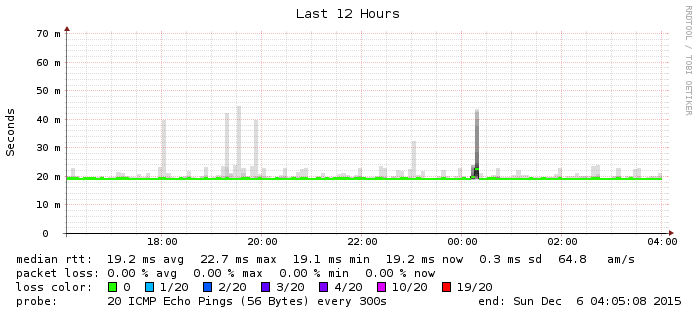 Last 12 Hours
RRDTOOL / TOBI OETIKER
Seconds
70 m
60 m
50 m
40 m
30 m
20 m
10 m
0
18:00 20:00 22:00 00:00 02:00 04:00
median rtt: 19.2 ms avg 22.7 ms max 19.1 ms min 19.2 ms now 0.3 ms sd 64.8 am/s
packet loss: 0.00 % avg 0.00 % max 0.00 % min 0.00 % now
loss color: 0 1/20 2/20 3/20 4/20 10/20 19/20
probe: 20 ICMP Echo Pings (56 Bytes) every 300s end: Sun Dec 6 04:05:08 2015